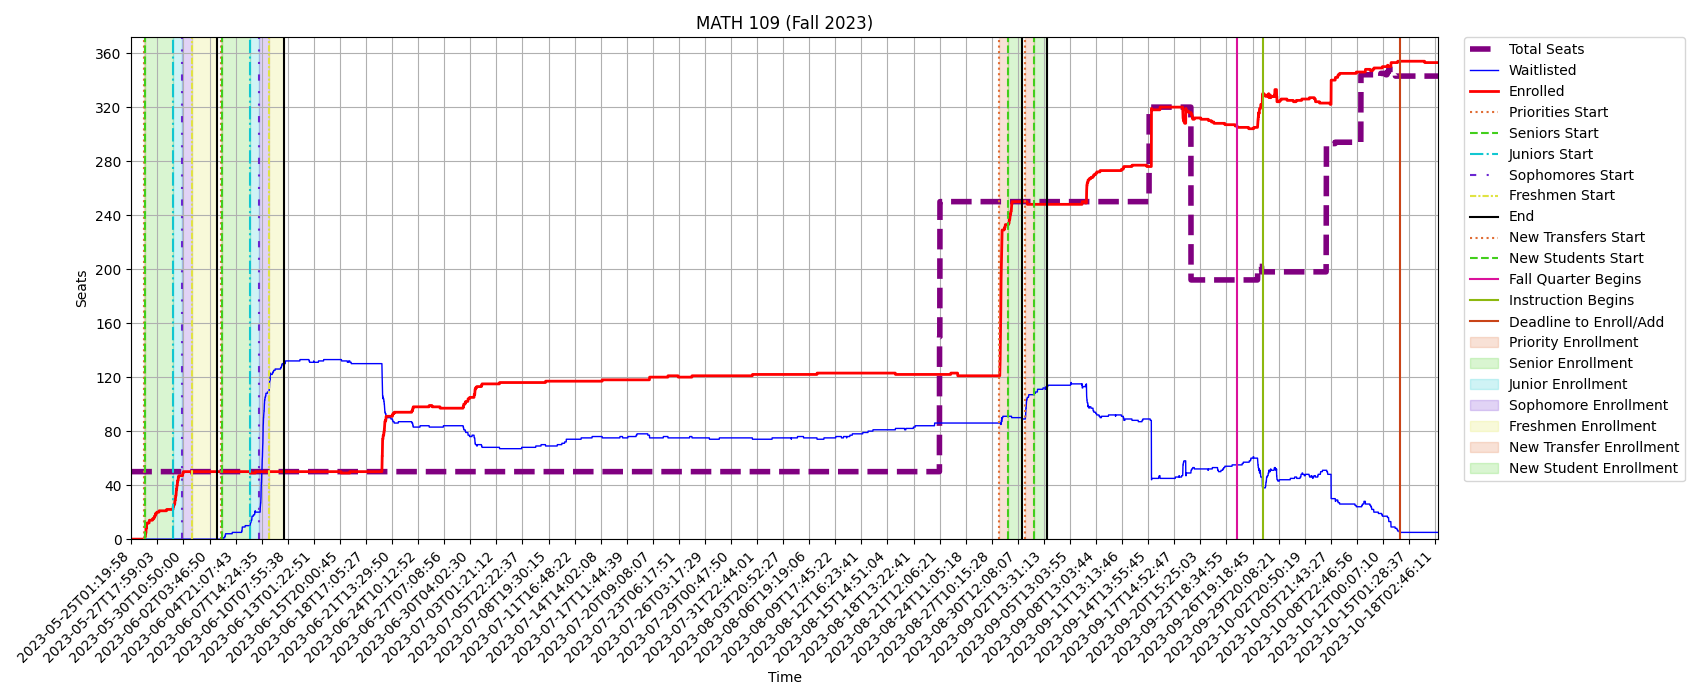 MATH 109 (Fall 2023)
Seats
360
320
280
240
200
160
120
80
40
0
2023-05-25T01:19:58
2023-05-27T17:59:03
2023-05-30T10:50:00
2023-06-02T03:46:50
2023-06-04T21:07:43
2023-06-07T14:24:35
2023-06-10T07:55:38
2023-06-13T01:22:51
2023-06-15T20:00:45
2023-06-18T17:05:27
2023-06-21T13:29:50
2023-06-24T10:12:52
2023-06-27T07:08:56
2023-06-30T04:02:30
2023-07-03T01:21:12
2023-07-05T22:22:37
2023-07-08T19:30:15
2023-07-11T16:48:22
2023-07-14T14:02:08
2023-07-17T11:44:39
2023-07-20T09:08:07
2023-07-23T06:17:51
2023-07-26T03:17:29
2023-07-29T00:47:50
2023-07-31T22:44:01
2023-08-03T20:52:27
2023-08-06T19:19:06
2023-08-09T17:45:22
2023-08-12T16:23:41
2023-08-15T14:51:04
2023-08-18T13:22:41
2023-08-21T12:06:21
2023-08-24T11:05:18
2023-08-27T10:15:28
2023-08-30T12:08:07
2023-09-02T13:31:13
2023-09-05T13:03:55
2023-09-08T13:03:44
2023-09-11T13:13:46
2023-09-14T13:55:45
2023-09-17T14:52:47
2023-09-20T15:25:03
2023-09-23T18:34:55
2023-09-26T19:18:45
2023-09-29T20:08:21
2023-10-02T20:50:19
2023-10-05T21:43:27
2023-10-08T22:46:56
2023-10-12T00:07:10
2023-10-15T01:28:37
2023-10-18T02:46:11
Time
Total Seats
Waitlisted
Enrolled
Priorities Start
Seniors Start
Juniors Start
Sophomores Start
Freshmen Start
End
New Transfers Start
New Students Start
Fall Quarter Begins
Instruction Begins
Deadline to Enroll/Add
Priority Enrollment
Senior Enrollment
Junior Enrollment
Sophomore Enrollment
Freshmen Enrollment
New Transfer Enrollment
New Student Enrollment